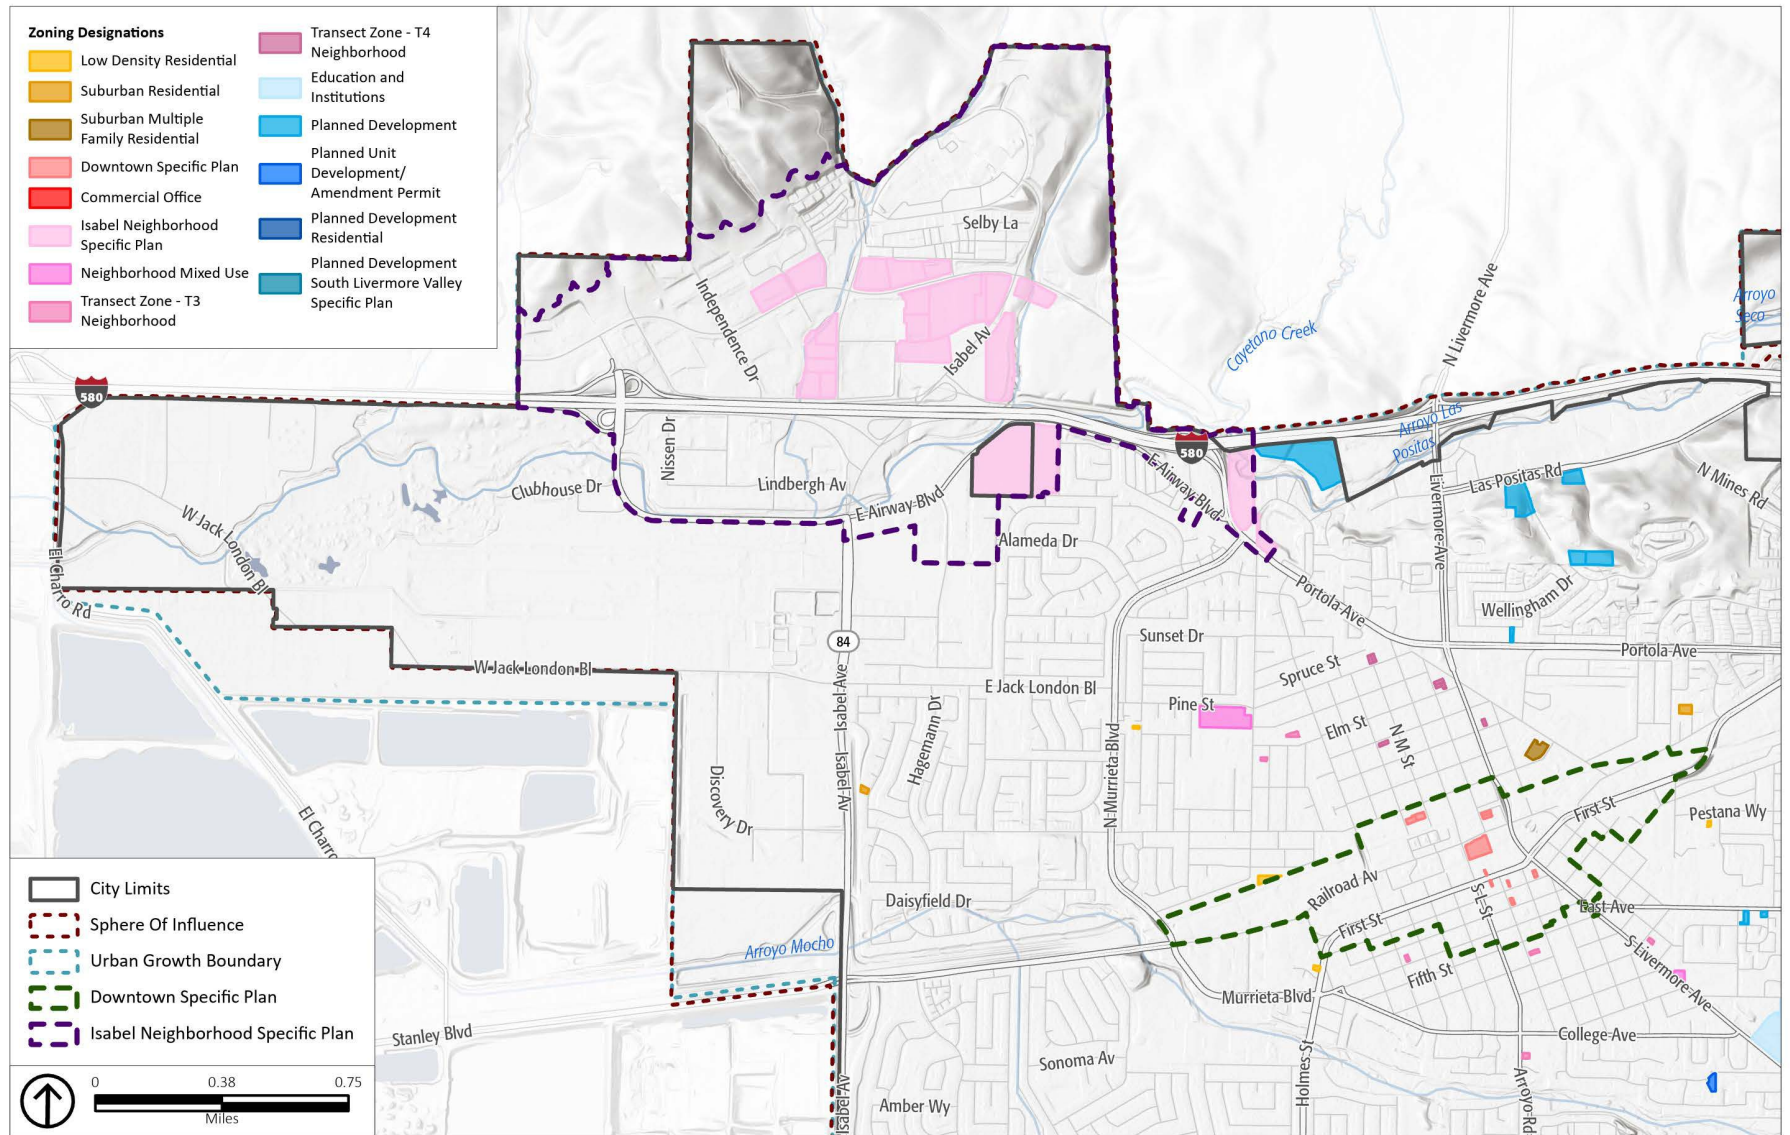 Zoning Designations
Low Density Residential
Suburban Residential
Suburban Multiple
Family Residential
Downtown Specific Plan
Commercial Office
Isabel Neighborhood
Specific Plan
Neighborhood Mixed Use
Transect Zone - T3
Neighborhood
Transect Zone - T4
Neighborhood
Education and
Institutions
Planned Development
Planned Unit
Development/
Amendment Permit
Planned Development
Residential
Planned Development
South Livermore Valley
Specific Plan
Selby La
Independence Dr
Isabel Av
Cayetano Creek
N Livermore Ave
Arroyo
Seco
580
580
Arroyo Las
Positas
Nissen Dr
Clubhouse Dr
Lindbergh Av
E Airway Blvd
E Airway Blvd
Las Positas Rd
N Mines Rd
Livermore Ave
W Jack London Bl
El Charro Rd
Alameda Dr
Portola Ave
Wellingham Dr
84
Sunset Dr
Portola Ave
Spruce St
W Jack London Bl
Isabel Ave
E Jack London Bl
Pine St
Elm St
N M St
Hagemann Dr
N Murrieta Blvd
Isabel Av
Discovery Dr
El Charro
First St
Pestana Wy
Railroad Av
Daisyfield Dr
S L St
East Ave
First St
Arroyo Mocho
S Livermore Ave
Fifth St
Murrieta Blvd
Stanley Blvd
College Ave
Sonoma Av
Holmes St
Arroyo Rd
Isabel Av
Amber Wy
City Limits
Sphere Of Influence
Urban Growth Boundary
Downtown Specific Plan
Isabel Neighborhood Specific Plan
0 0.38 0.75
Miles